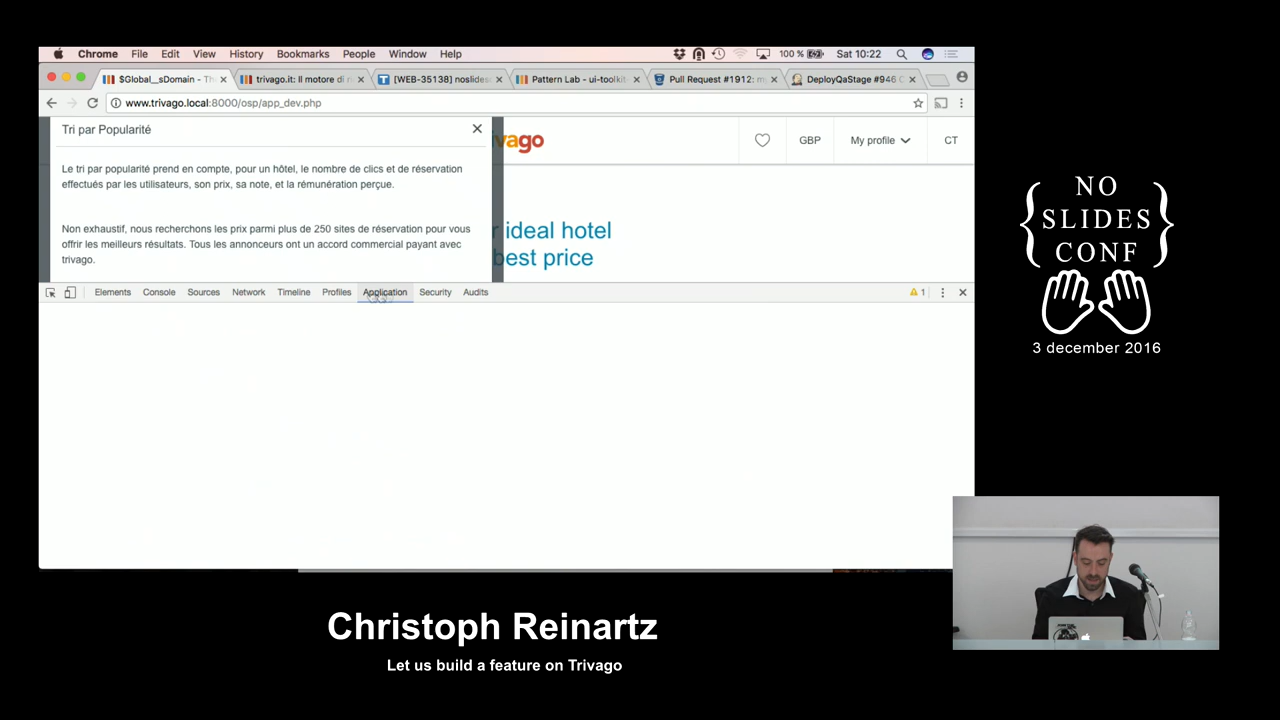 Chrome File Edit View History Bookmarks People Window Help 100 % Sat 10:22
$Global__sDomain - Th trivago.it: Il motore di ri [WEB-35138] noslides Pattern Lab - ui-toolkit Pull Request #1912: my DeployQaStage #946 C
www.trivago.local:8000/osp/app_dev.php
Tri par Popularité
ivago GBP My profile CT
Le tri par popularité prend en compte, pour un hôtel, le nombre de clics et de réservation
effectués par les utilisateurs, son prix, sa note, et la rémunération perçue.
Non exhaustif, nous recherchons les prix parmi plus de 250 sites de réservation pour vous
offrir les meilleurs résultats. Tous les annonceurs ont un accord commercial payant avec
trivago.
r ideal hotel
best price
Elements Console Sources Network Timeline Profiles Application Security Audits 1
NO
SLIDES
CONF
3 december 2016
Christoph Reinartz
Let us build a feature on Trivago